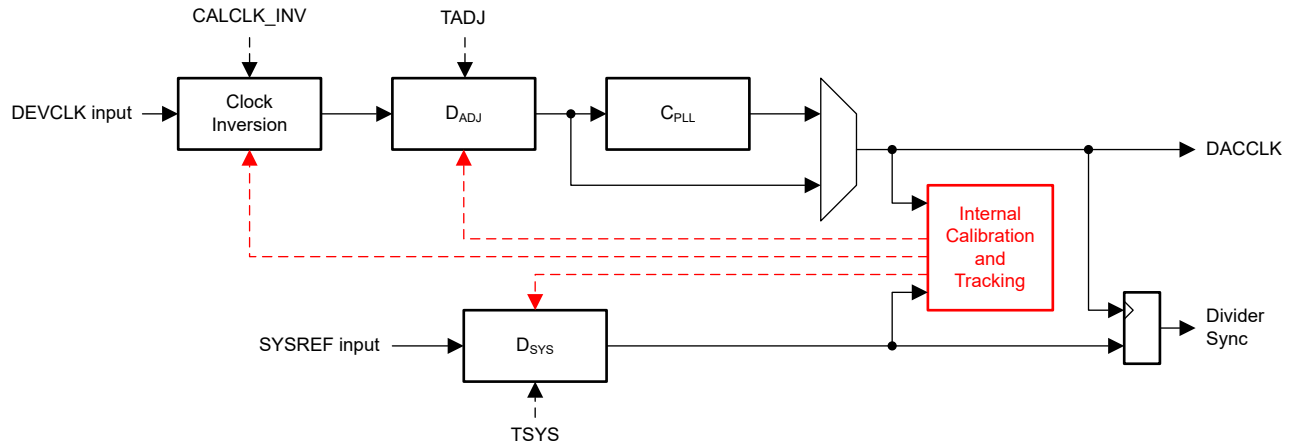 CALCLK_INV
TADJ
DEVCLK input
Clock
Inversion
DADJ
CPLL
DACCLK
Internal
Calibration
and
Tracking
SYSREF input
DSYS
Divider
Sync
TSYS